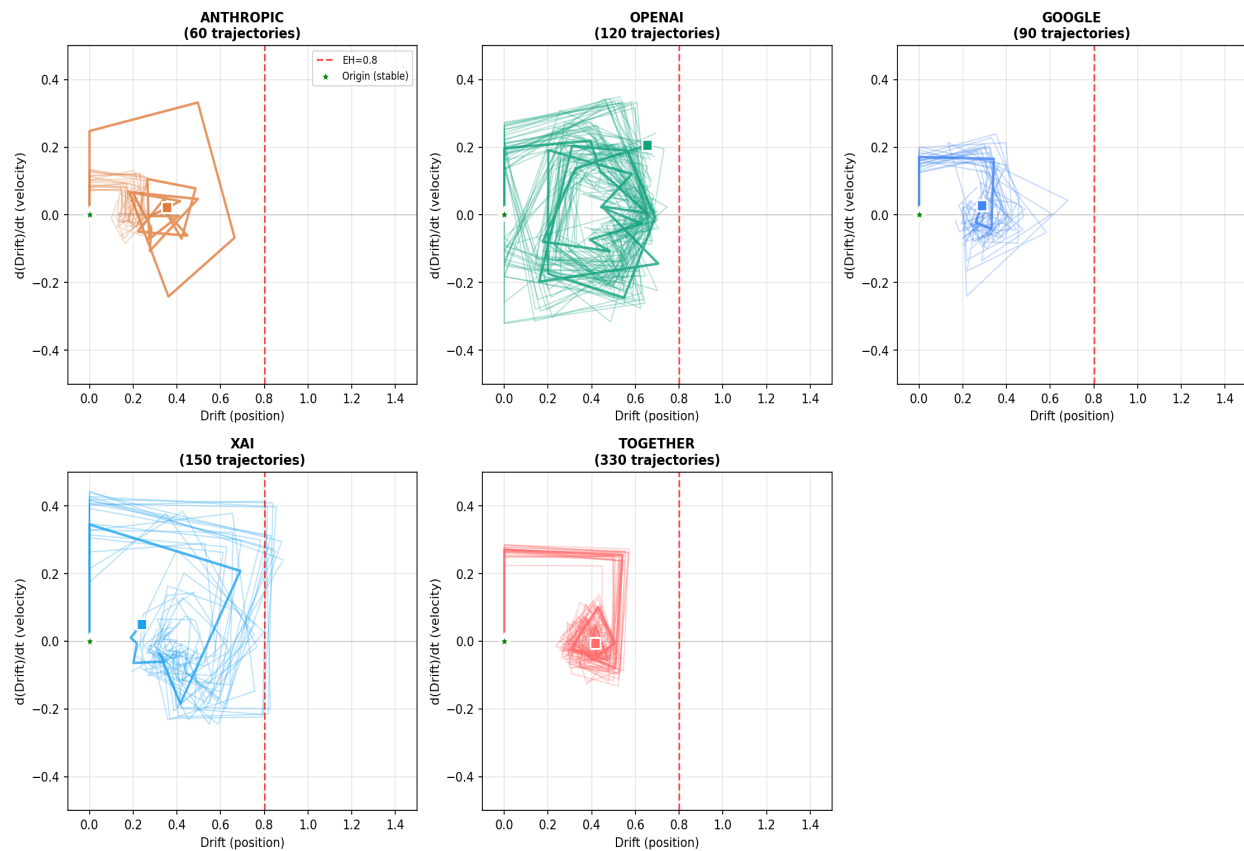 ANTHROPIC
(60 trajectories)
OPENAI
(120 trajectories)
GOOGLE
(90 trajectories)
EH=0.8
Origin (stable)
d(Drift)/dt (velocity)
0.4
0.2
0.0
−0.2
−0.4
0.0 0.2 0.4 0.6 0.8 1.0 1.2 1.4
Drift (position)
d(Drift)/dt (velocity)
0.4
0.2
0.0
−0.2
−0.4
0.0 0.2 0.4 0.6 0.8 1.0 1.2 1.4
Drift (position)
d(Drift)/dt (velocity)
0.4
0.2
0.0
−0.2
−0.4
0.0 0.2 0.4 0.6 0.8 1.0 1.2 1.4
Drift (position)
XAI
(150 trajectories)
TOGETHER
(330 trajectories)
d(Drift)/dt (velocity)
0.4
0.2
0.0
−0.2
−0.4
0.0 0.2 0.4 0.6 0.8 1.0 1.2 1.4
Drift (position)
d(Drift)/dt (velocity)
0.4
0.2
0.0
−0.2
−0.4
0.0 0.2 0.4 0.6 0.8 1.0 1.2 1.4
Drift (position)